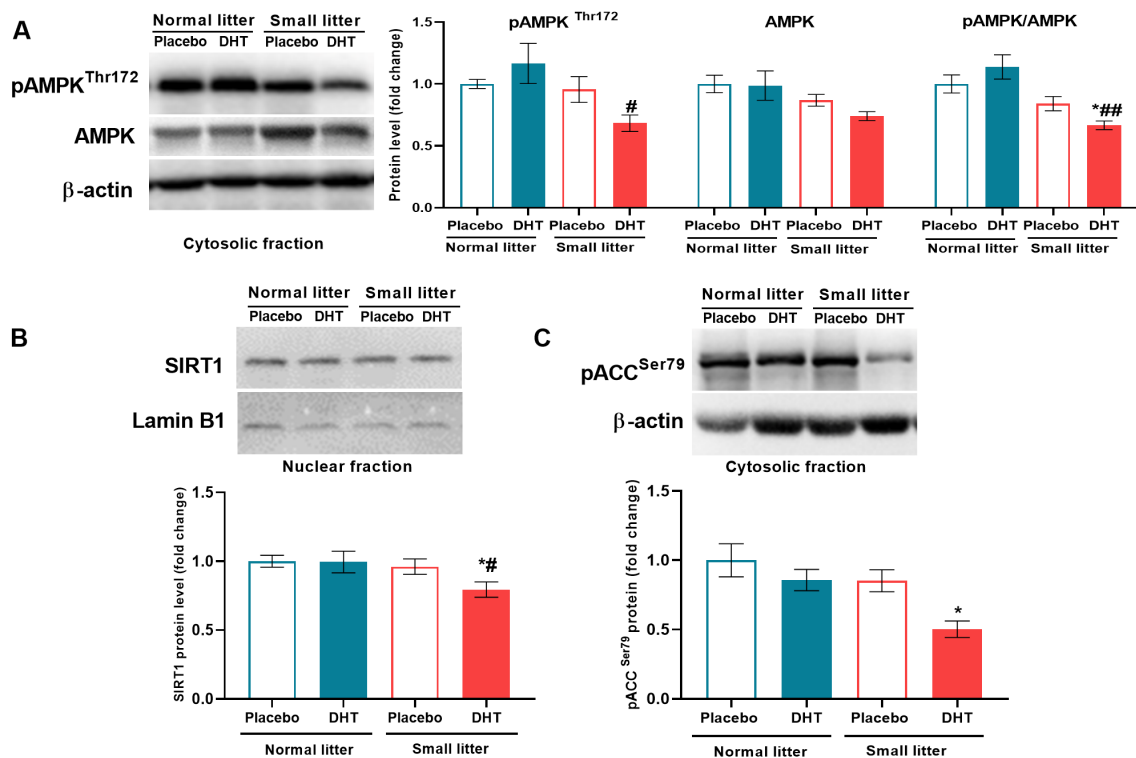 A
Normal litter Small litter
Placebo DHT Placebo DHT
pAMPK Thr172
AMPK
β-actin
Cytosolic fraction
pAMPK Thr172 AMPK pAMPK/AMPK
Protein level (fold change)
1.5
1.0
0.5
0.0
#
*##
Placebo DHT Placebo DHT Placebo DHT Placebo DHT Placebo DHT Placebo DHT
Normal litter Small litter Normal litter Small litter Normal litter Small litter
B
Normal litter Small litter
Placebo DHT Placebo DHT
SIRT1
Lamin B1
Nuclear fraction
SIRT1 protein level (fold change)
1.5
1.0
0.5
0.0
*#
Placebo DHT Placebo DHT
Normal litter Small litter
C
Normal litter Small litter
Placebo DHT Placebo DHT
pACC Ser79
β-actin
Cytosolic fraction
pACC Ser79 protein (fold change)
1.5
1.0
0.5
0.0
*
Placebo DHT Placebo DHT
Normal litter Small litter